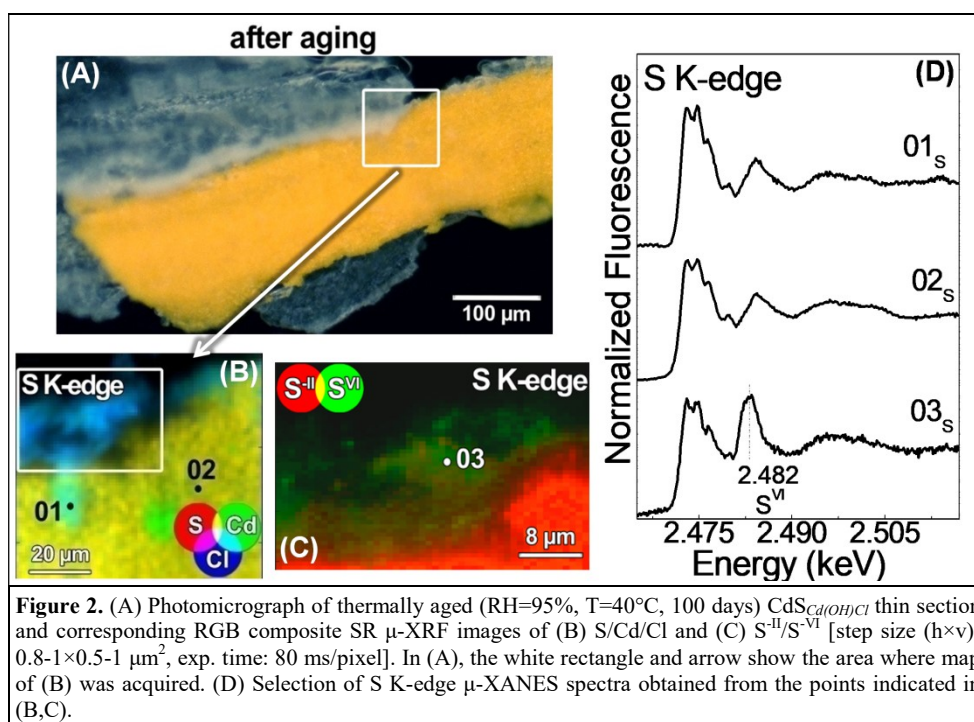 after aging
(A)
100 µm
S K-edge
(B)
01
02
S
Cd
Cl
20 µm
S-II
SVI
S K-edge
03
(C)
8 µm
S K-edge
(D)
01S
02S
03S
2.482
SVI
Normalized Fluorescence
2.475 2.490 2.505
Energy (keV)
Figure 2. (A) Photomicrograph of thermally aged (RH=95%, T=40°C, 100 days) CdSCd(OH)Cl thin section
and corresponding RGB composite SR µ-XRF images of (B) S/Cd/Cl and (C) S-II/S-VI [step size (h×v)
0.8-1×0.5-1 µm2, exp. time: 80 ms/pixel]. In (A), the white rectangle and arrow show the area where map
of (B) was acquired. (D) Selection of S K-edge µ-XANES spectra obtained from the points indicated in
(B,C).